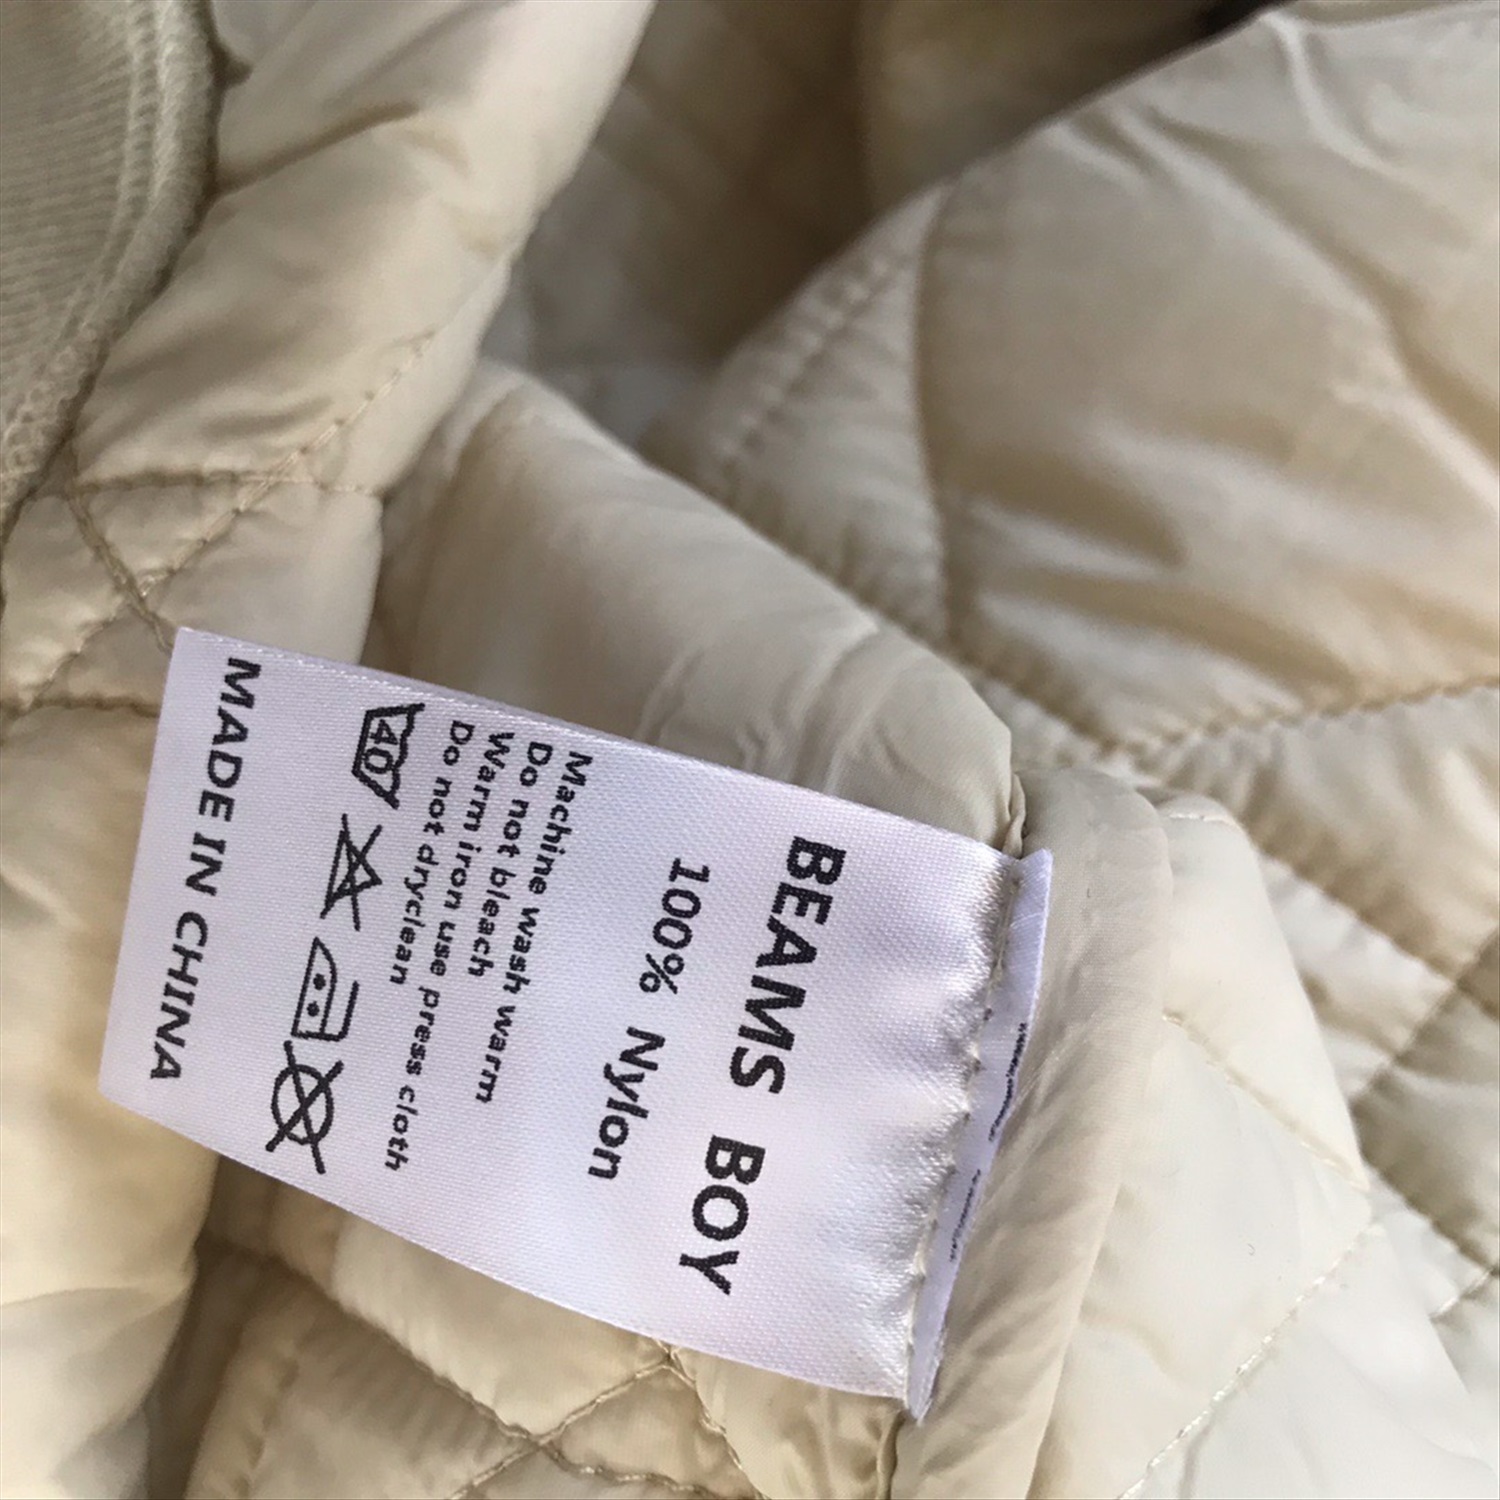 BEAMS BOY
100% Nylon
Machine wash warm
Do not bleach
Warm iron use press cloth
Do not dryclean
40
MADE IN CHINA